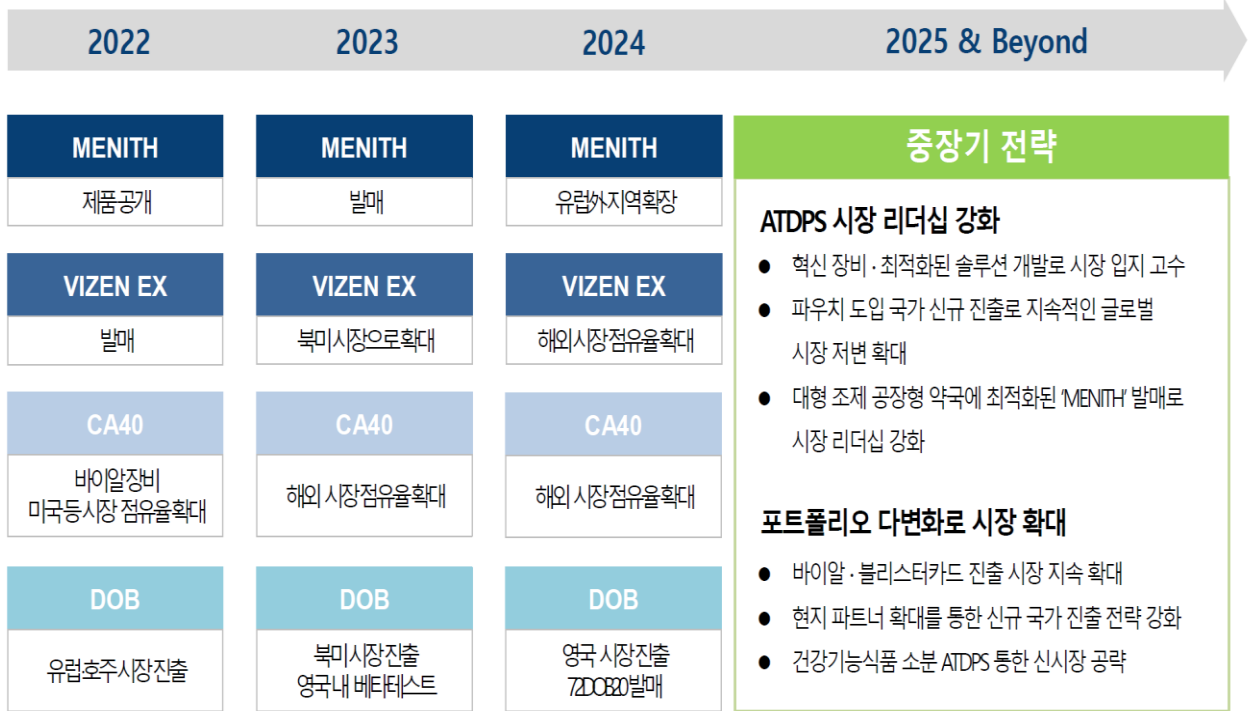 2022
2023
2024
2025 & Beyond
MENITH
제품 공개
MENITH
발매
MENITH
유럽 외 지역 확장
VIZEN EX
발매
VIZEN EX
북미 시장으로 확대
VIZEN EX
해외 시장 점유율 확대
CA40
바이알 장비
미국 등 시장 점유율 확대
CA40
해외 시장 점유율 확대
CA40
해외 시장 점유율 확대
DOB
유럽·호주 시장 진출
DOB
북미 시장 진출
영국 내 베타 테스트
DOB
영국 시장 진출
72DOB20 발매
중장기 전략
ATDPS 시장 리더십 강화
● 혁신 장비 · 최적화된 솔루션 개발로 시장 입지 고수
● 파우치 도입 국가 신규 진출로 지속적인 글로벌
시장 저변 확대
● 대형 조제 공장형 약국에 최적화된 'MENITH' 발매로
시장 리더십 강화
포트폴리오 다변화로 시장 확대
● 바이알 · 블리스터카드 진출 시장 지속 확대
● 현지 파트너 확대를 통한 신규 국가 진출 전략 강화
● 건강기능식품 소분 ATDPS 통한 신시장 공략